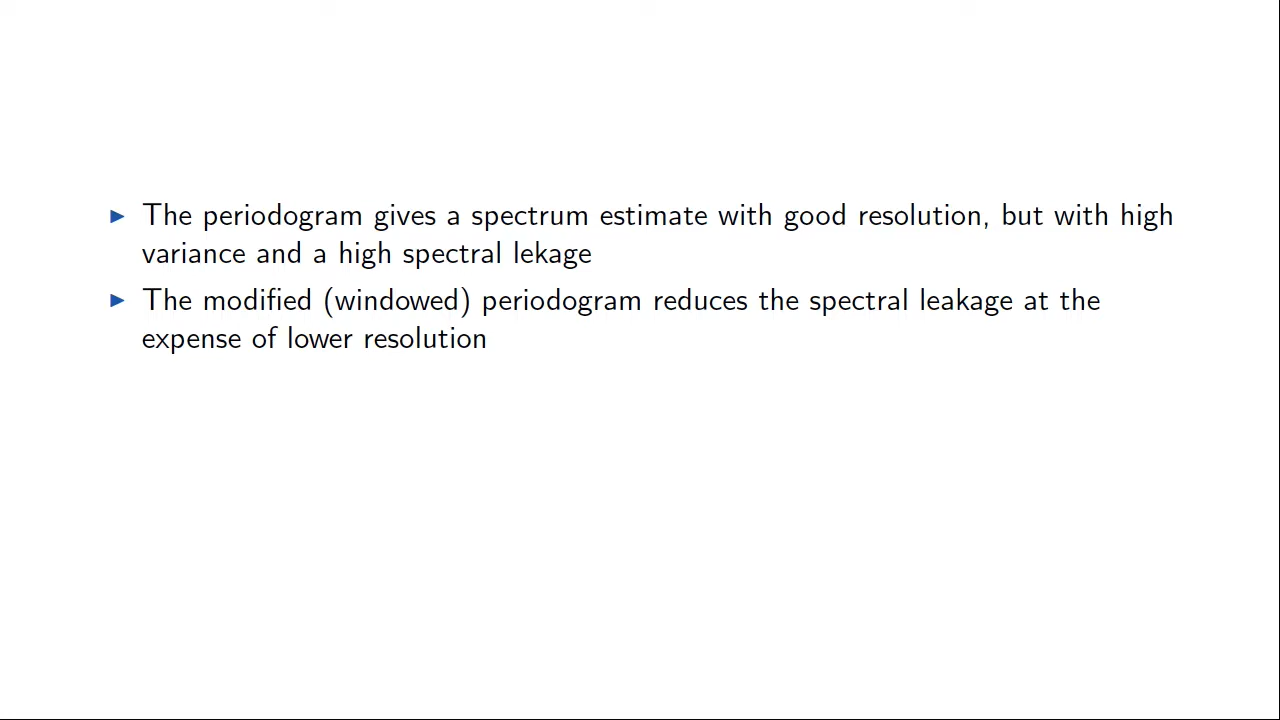 The periodogram gives a spectrum estimate with good resolution, but with high
variance and a high spectral lekage
The modified (windowed) periodogram reduces the spectral leakage at the
expense of lower resolution